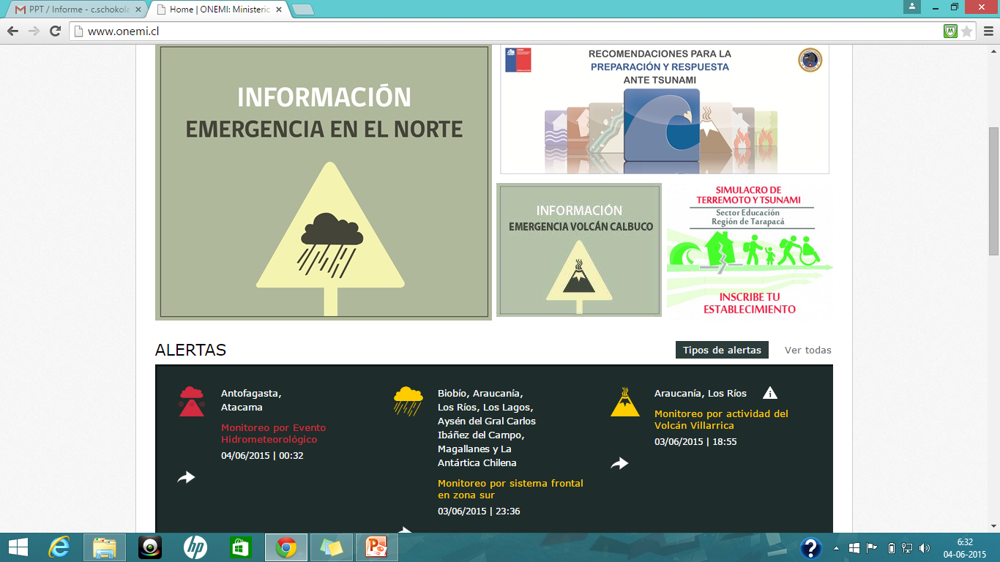 PPT / Informe - c.schokola
Home | ONEMI: Ministerio
www.onemi.cl
INFORMACIÓN
EMERGENCIA EN EL NORTE
RECOMENDACIONES PARA LA
PREPARACIÓN Y RESPUESTA
ANTE TSUNAMI
INFORMACIÓN
EMERGENCIA VOLCÁN CALBUCO
SIMULACRO DE
TERREMOTO Y TSUNAMI
Sector Educación
Región de Tarapacá
INSCRIBE TU
ESTABLECIMIENTO
ALERTAS
Tipos de alertas
Ver todas
Antofagasta,
Atacama
Monitoreo por Evento
Hidrometeorológico
04/06/2015 | 00:32
Biobío, Araucanía,
Los Ríos, Los Lagos,
Aysén del Gral Carlos
Ibáñez del Campo,
Magallanes y La
Antártica Chilena
Monitoreo por sistema frontal
en zona sur
03/06/2015 | 23:36
Araucanía, Los Ríos
Monitoreo por actividad del
Volcán Villarrica
03/06/2015 | 18:55
6:32
04-06-2015